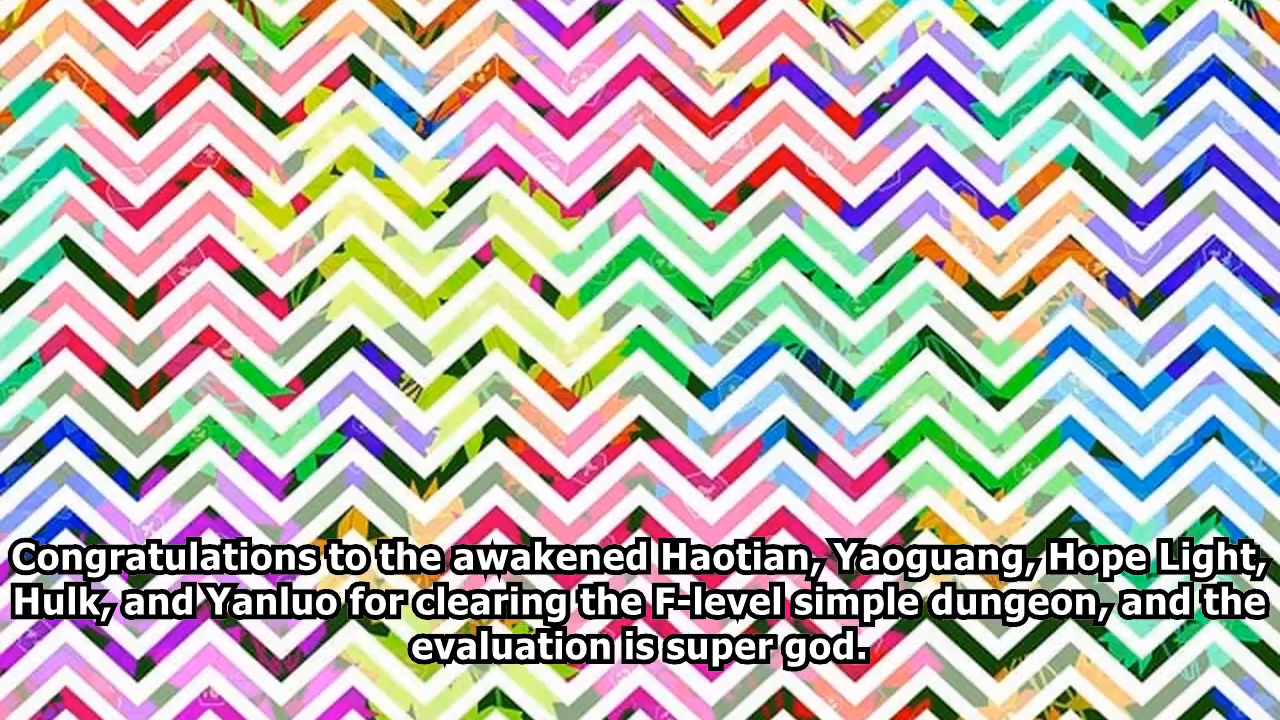 Congratulations to the awakened Haotian, Yaoguang, Hope Light,
Hulk, and Yanluo for clearing the F-level simple dungeon, and the
evaluation is super god.